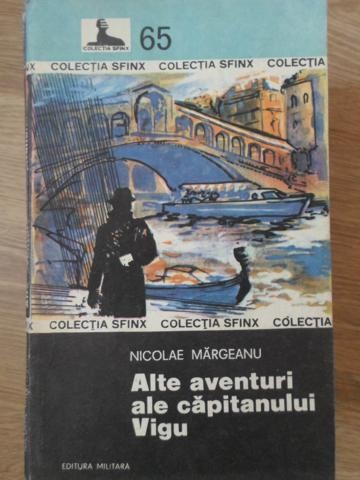 COLECȚIA SFINX
65
X COLECȚIA SFINX COLECȚIA SFINX COLECȚIA
X COLECȚIA SFINX COLECȚIA SFINX COLECȚIA
NICOLAE MĂRGEANU
Alte aventuri
ale căpitanului
Vigu
EDITURA MILITARA